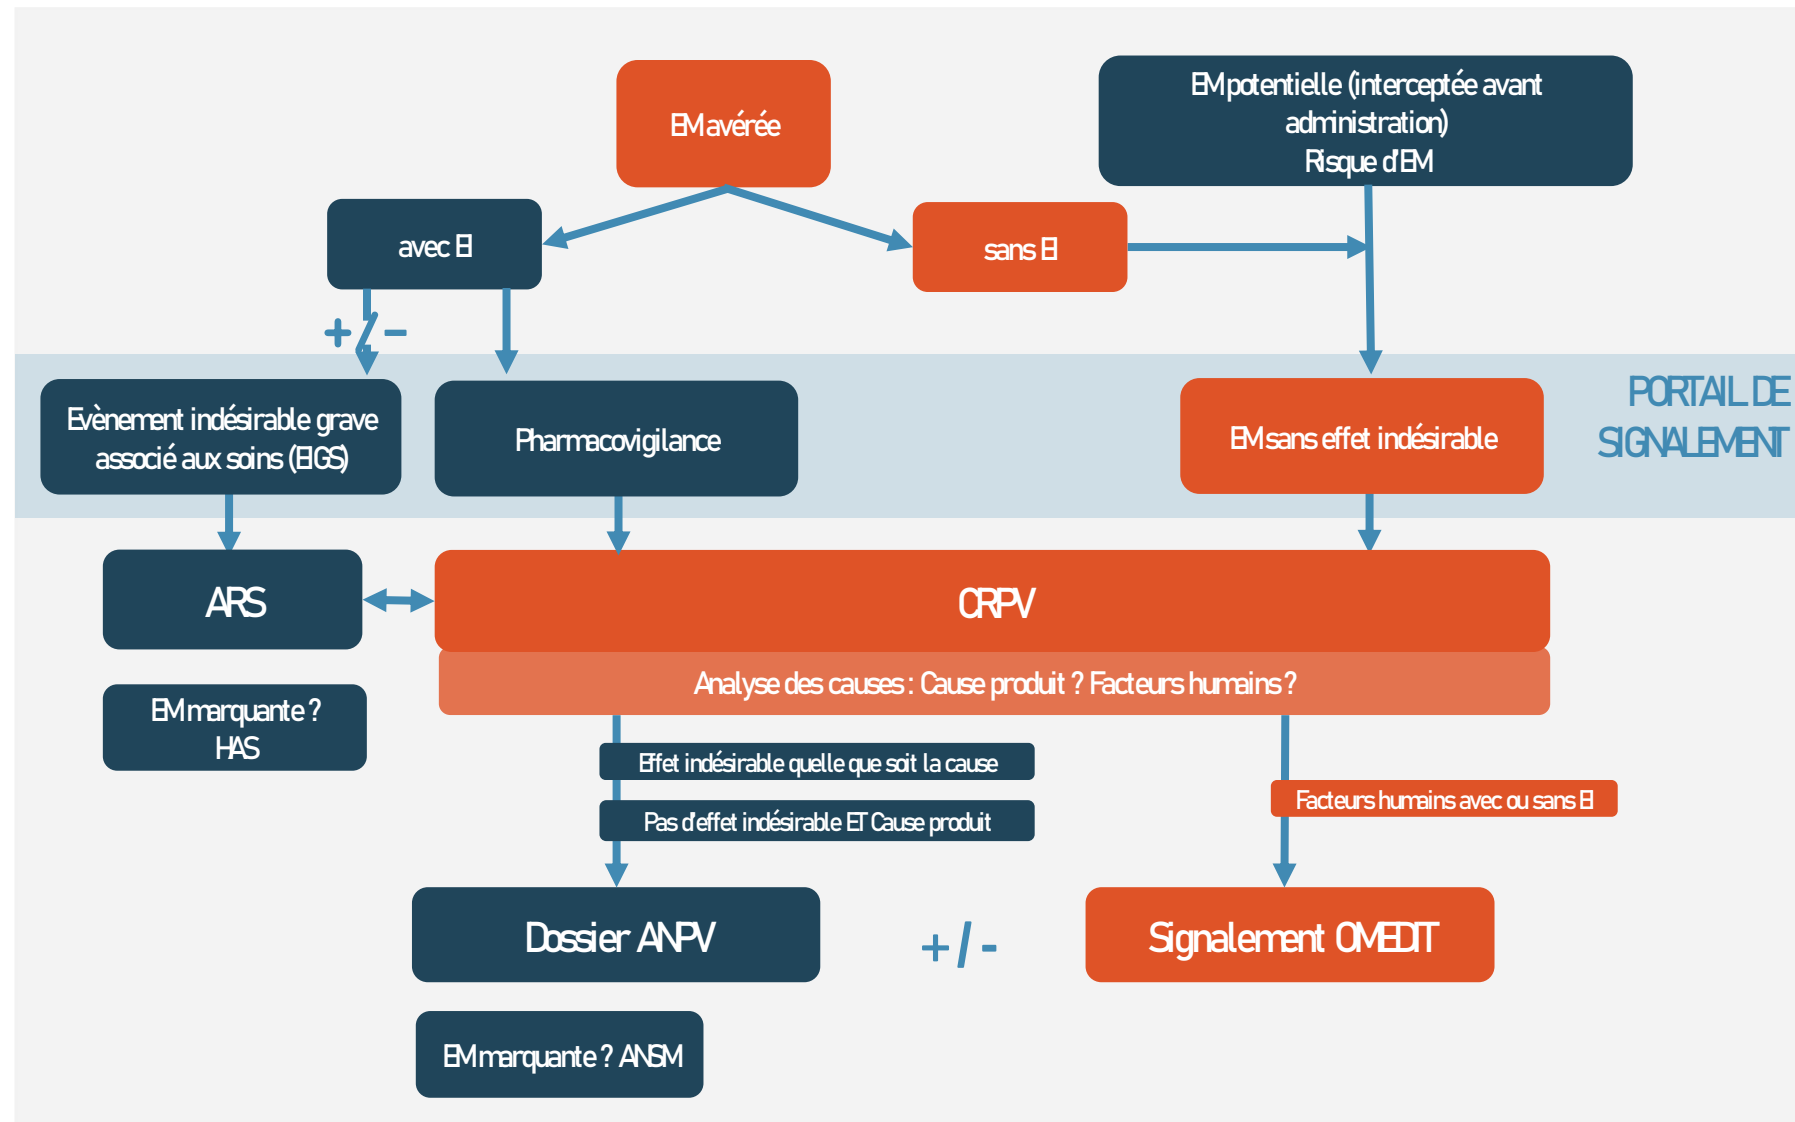 EM avérée
EM potentielle (interceptée avant
administration)
Risque d'EM
avec EI
sans EI
+/-
PORTAIL DE
SIGNALEMENT
Evènement indésirable grave
associé aux soins (EIGS)
Pharmacovigilance
EM sans effet indésirable
ARS
CRPV
Analyse des causes : Cause produit ? Facteurs humains ?
EM marquante ?
HAS
Effet indésirable quelle que soit la cause
Pas d'effet indésirable ET Cause produit
Facteurs humains avec ou sans EI
Dossier ANPV
+/-
Signalement OMEDIT
EM marquante ? ANSM